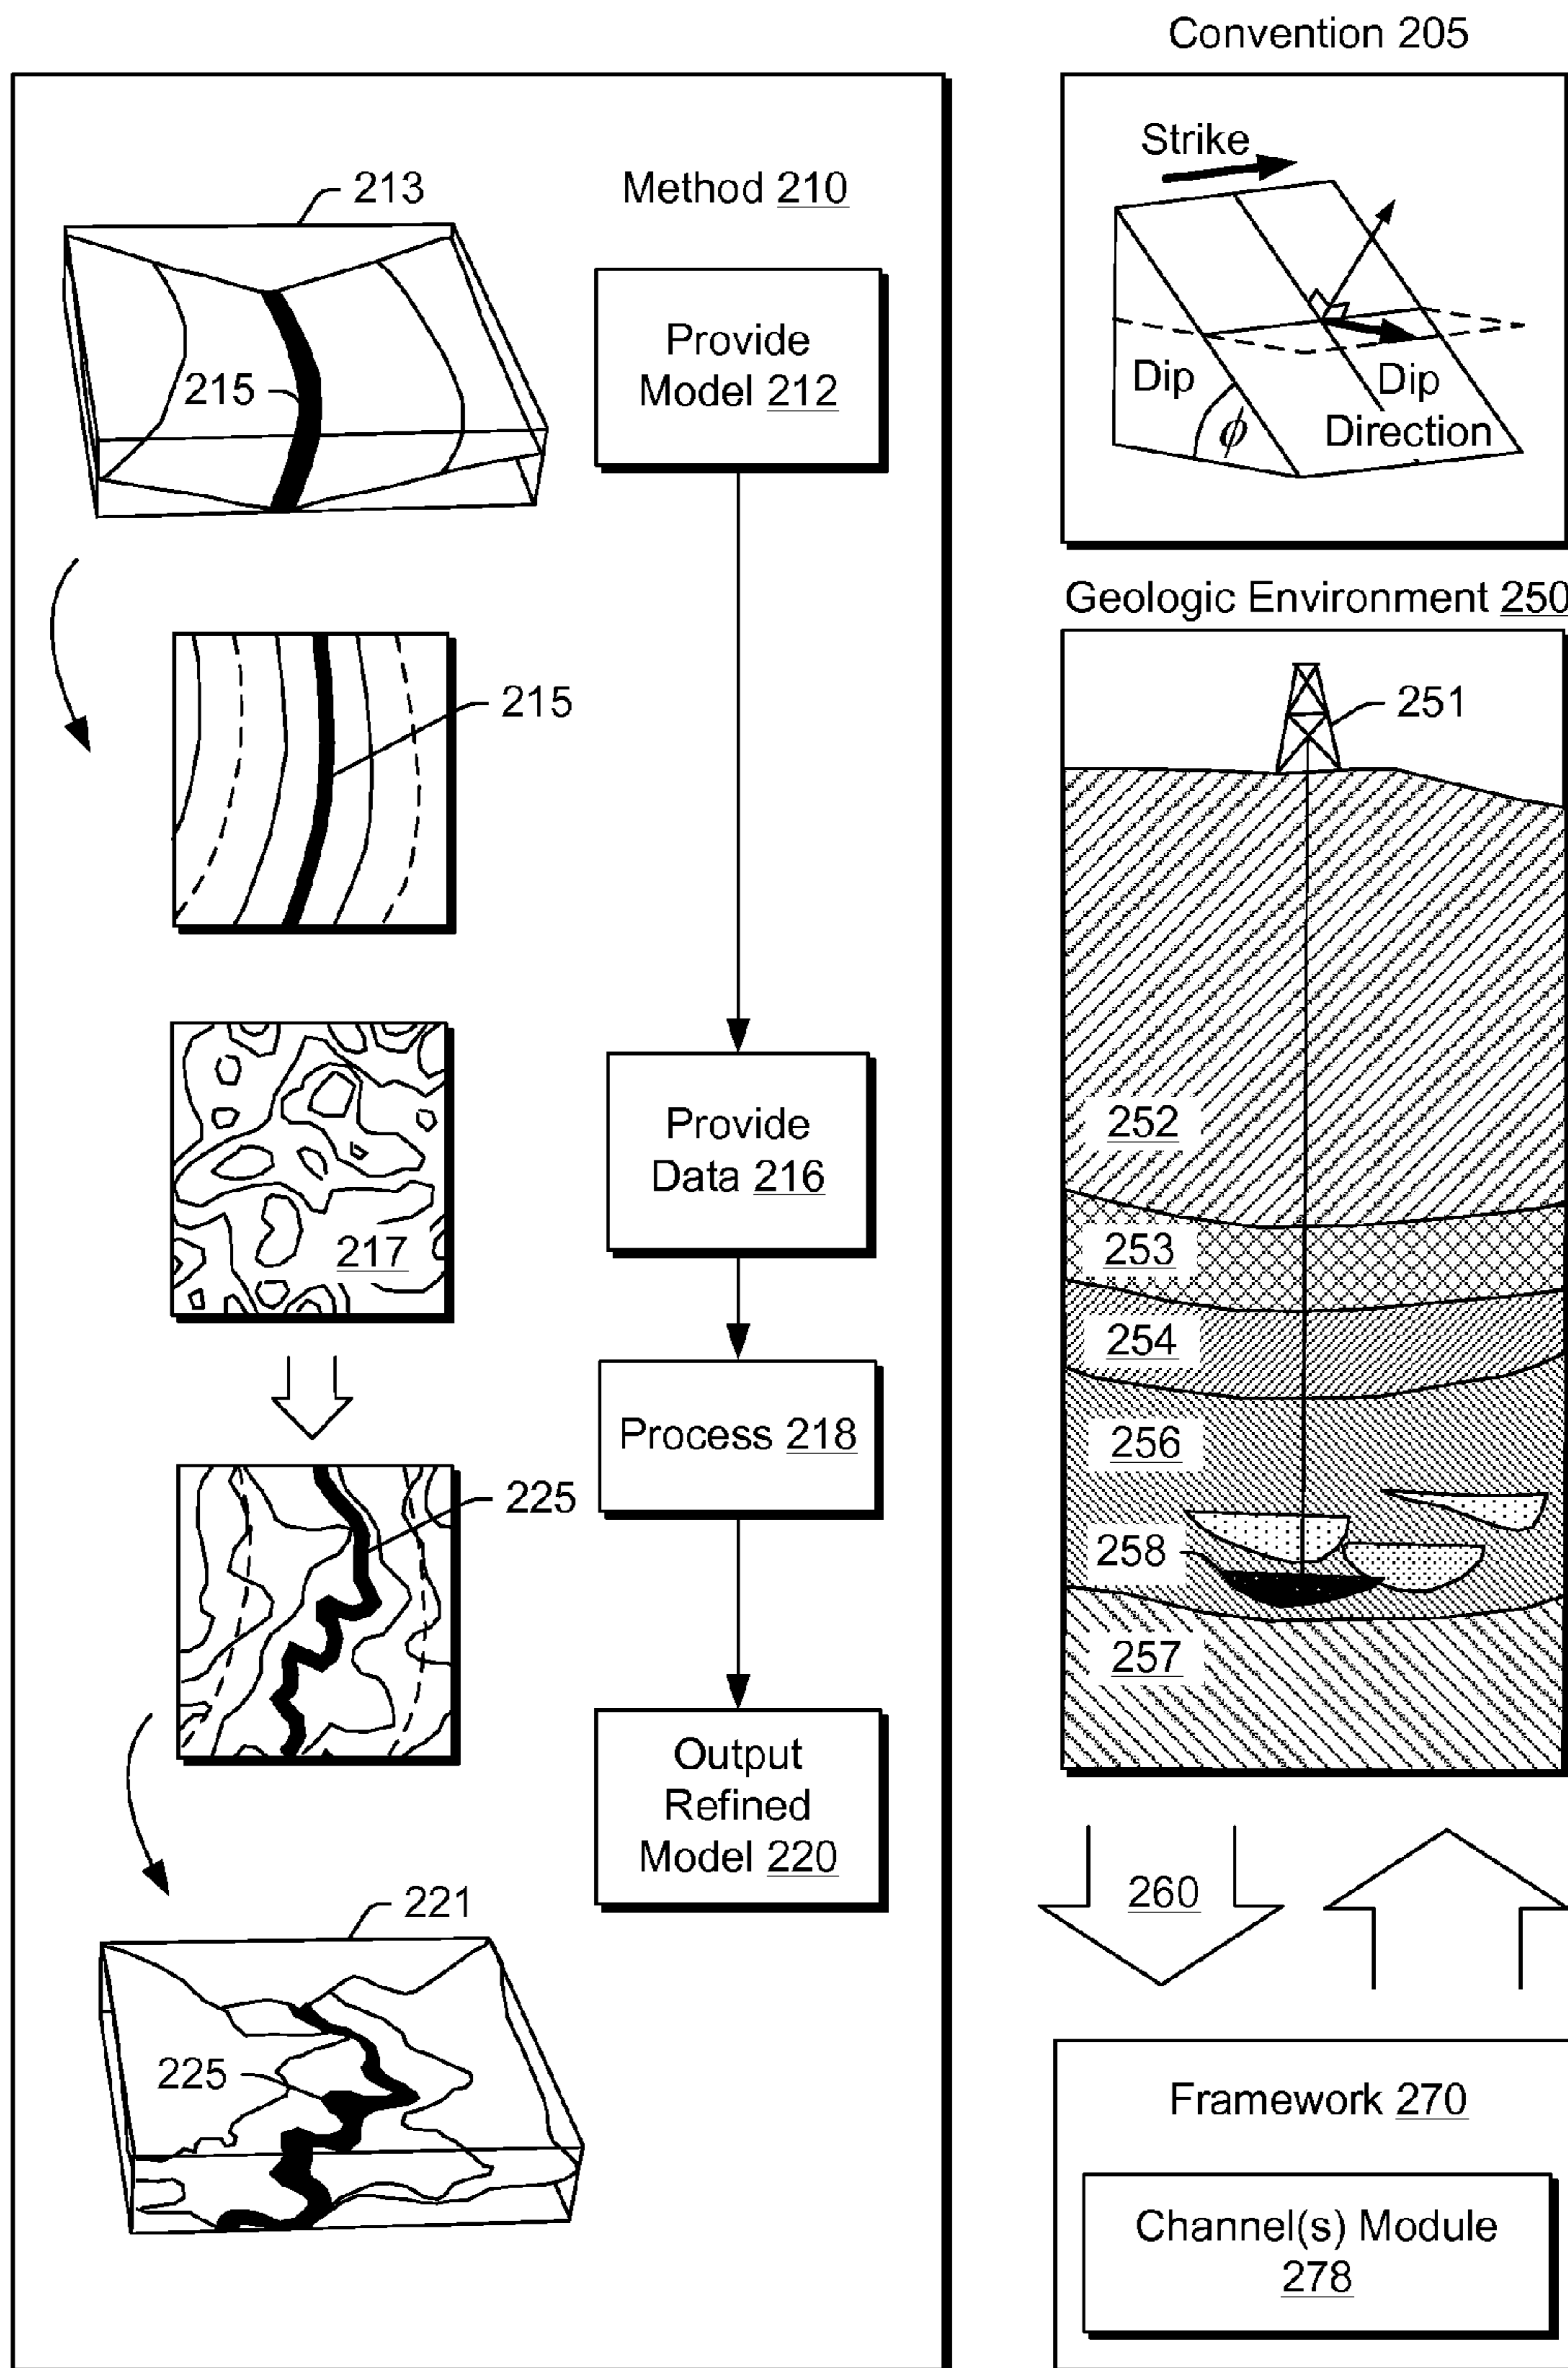 Convention 205
Strike
Dip
ϕ
Dip
Direction
213
Method 210
215
Provide
Model 212
215
217
Provide
Data 216
Process 218
225
Output
Refined
Model 220
221
225
Geologic Environment 250
251
252
253
254
256
258
257
260
Framework 270
Channel(s) Module
278